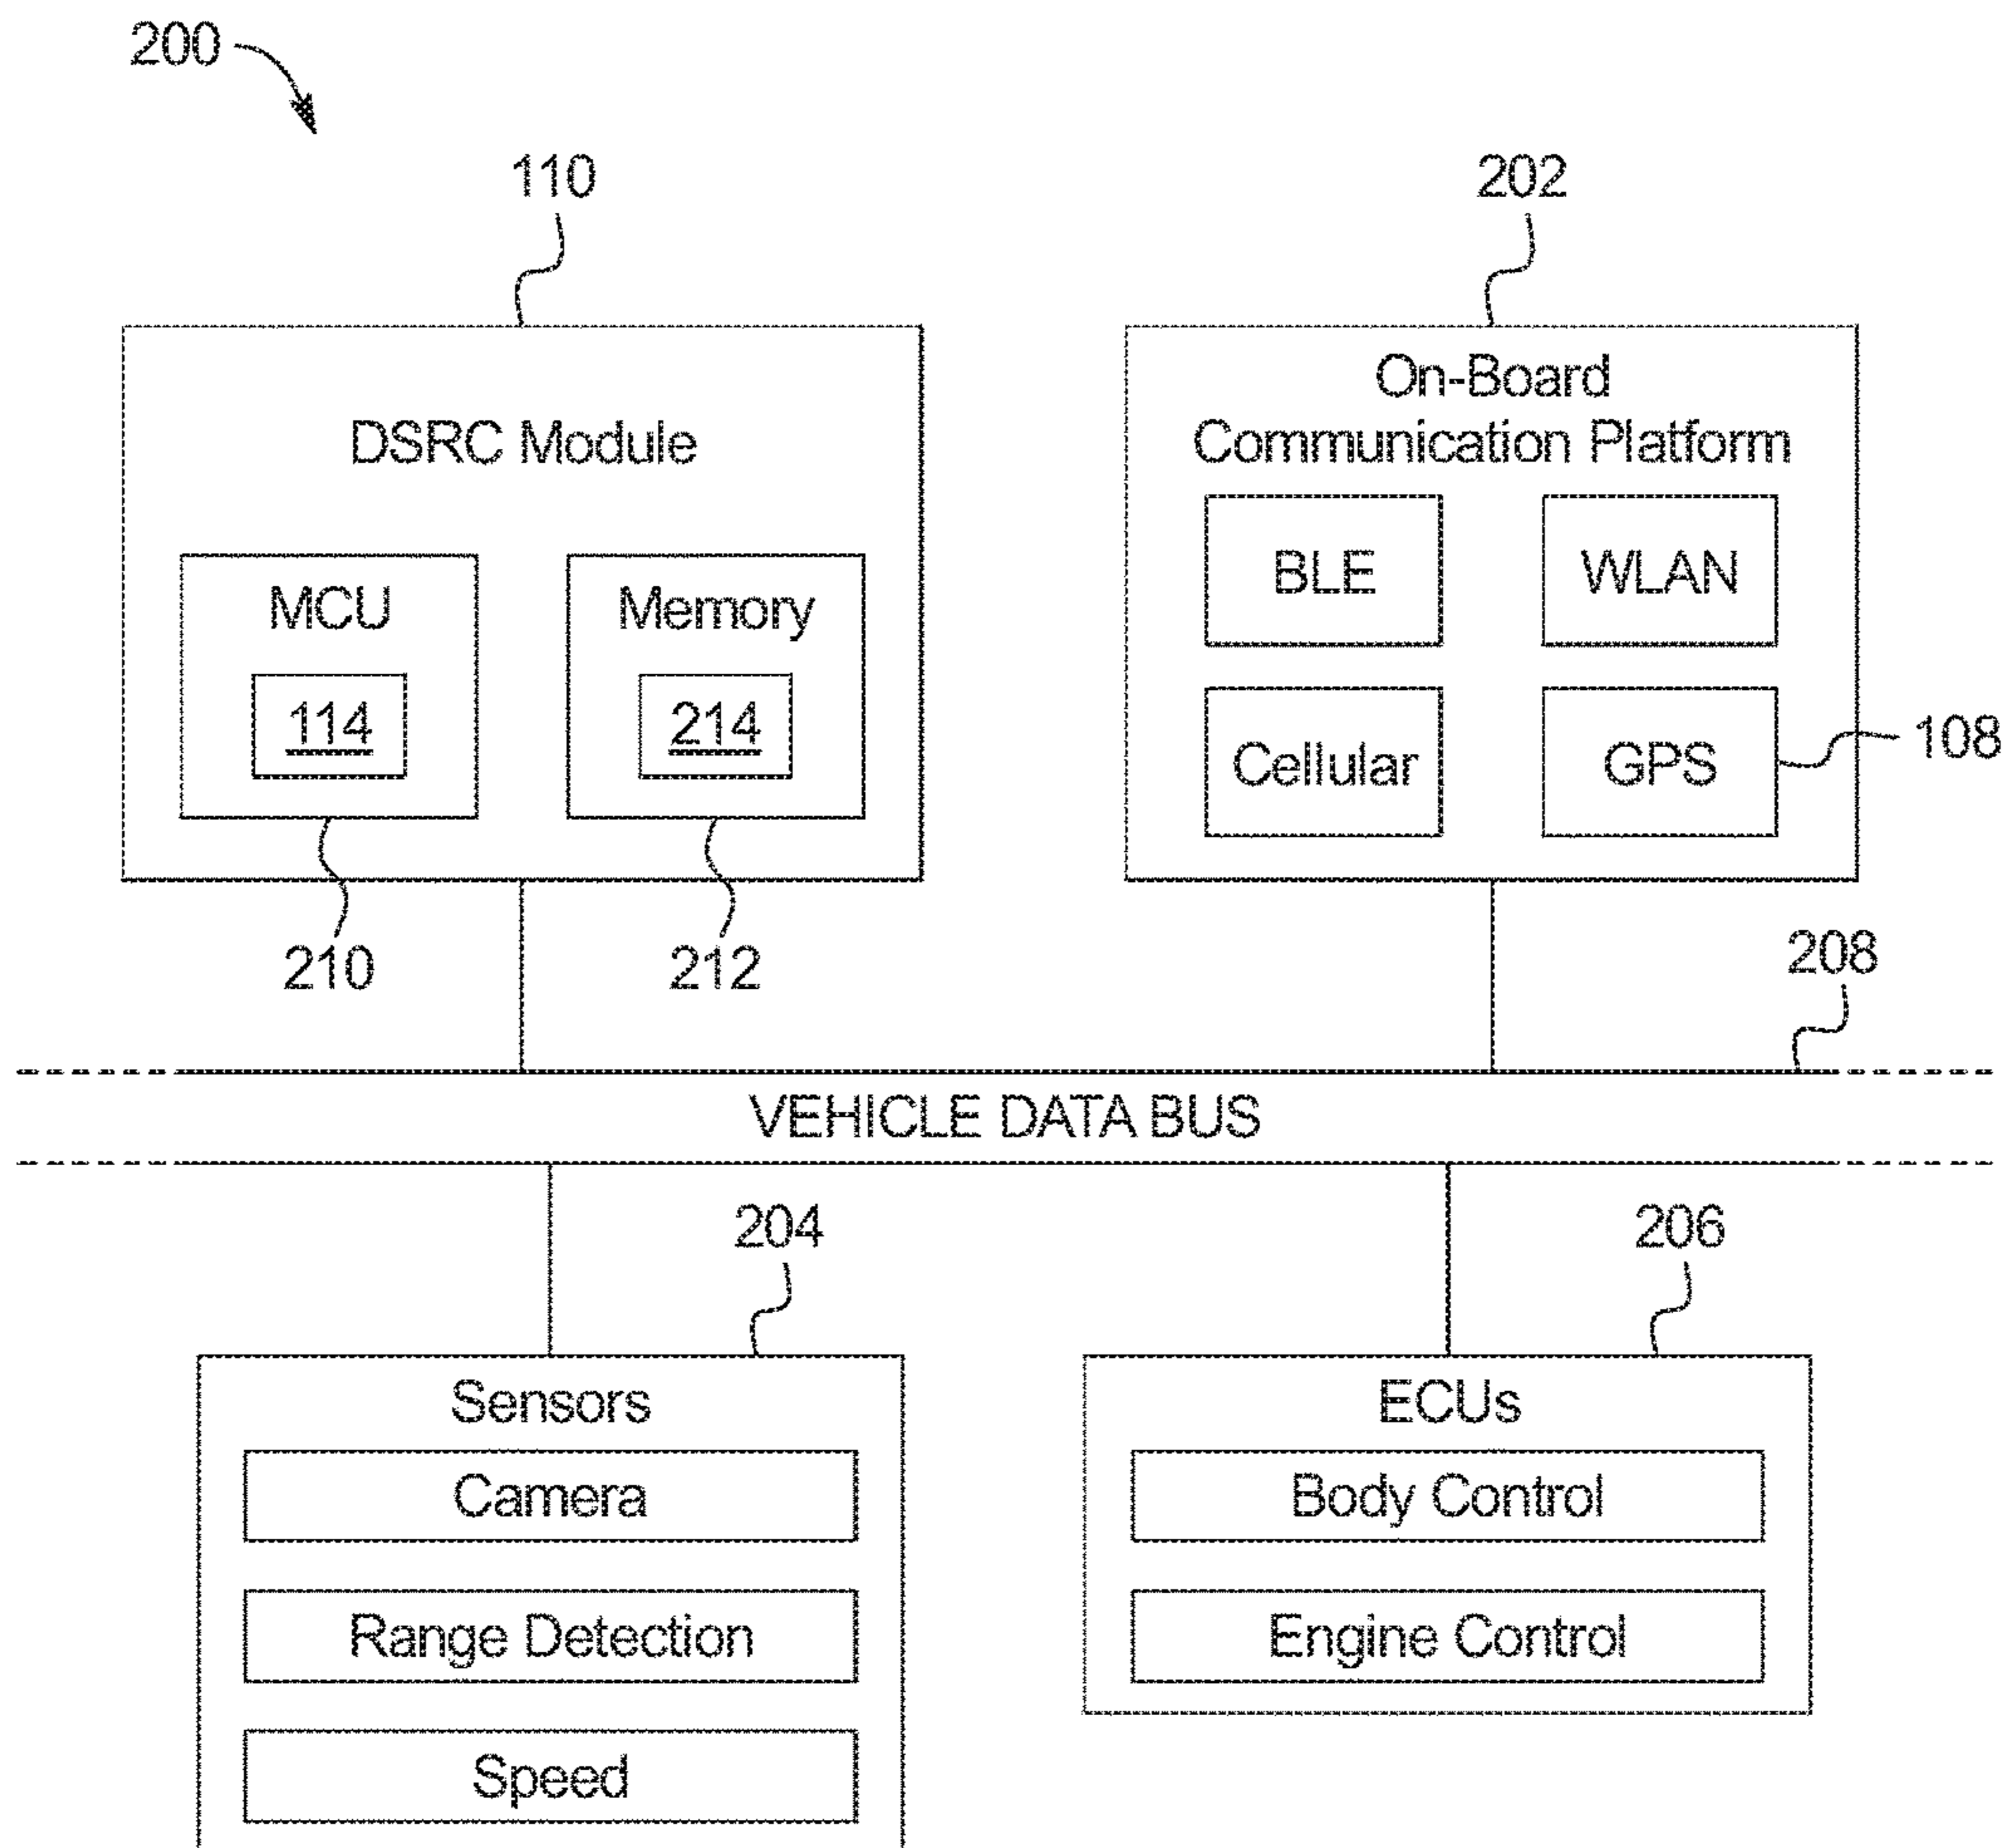 200
110
202
DSRC Module
On-Board
Communication Platform
MCU
Memory
BLE
WLAN
114
214
Cellular
GPS
108
210
212
208
VEHICLE DATA BUS
204
206
Sensors
ECUs
Camera
Body Control
Range Detection
Engine Control
Speed